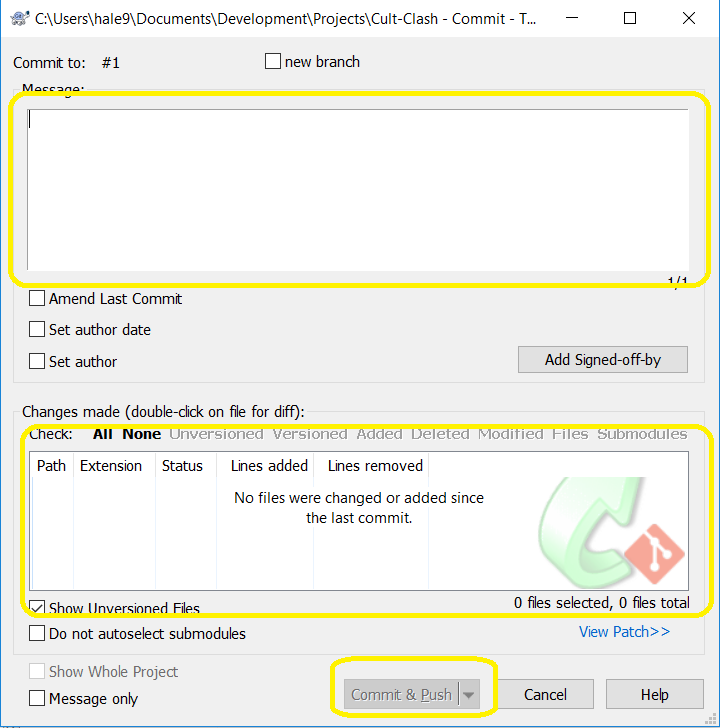 C:\Users\hale9\Documents\Development\Projects\Cult-Clash - Commit - T...
Commit to: #1 new branch
Message:
1/1
Amend Last Commit
Set author date
Set author
Add Signed-off-by
Changes made (double-click on file for diff):
Check: All None Unversioned Versioned Added Deleted Modified Files Submodules
Path Extension Status Lines added Lines removed
No files were changed or added since
the last commit.
Show Unversioned Files
0 files selected, 0 files total
Do not autoselect submodules
View Patch>>
Show Whole Project
Message only
Commit & Push
Cancel
Help